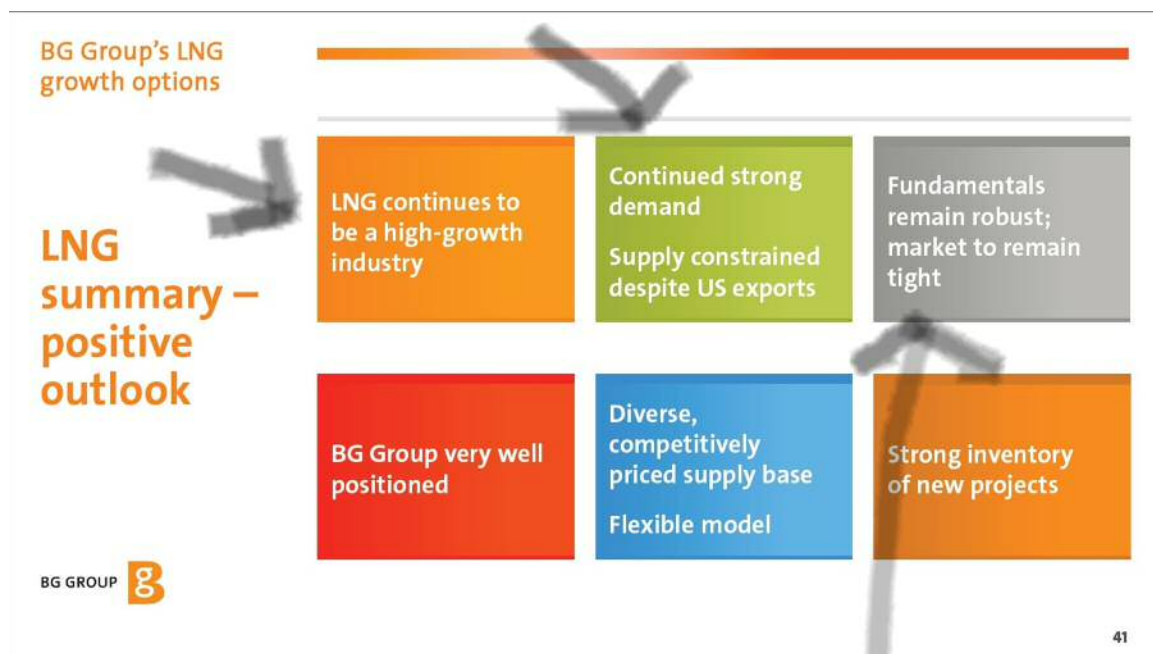 BG Group's LNG
growth options
LNG
summary –
positive
outlook
LNG continues to
be a high-growth
industry
Continued strong
demand
Supply constrained
despite US exports
Fundamentals
remain robust;
market to remain
tight
BG Group very well
positioned
Diverse,
competitively
priced supply base
Flexible model
Strong inventory
of new projects
BG GROUP
g
41